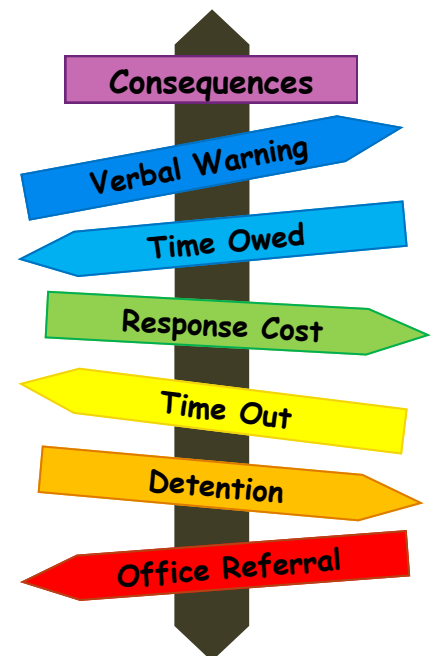 Consequences
Verbal Warning
Time Owed
Response Cost
Time Out
Detention
Office Referral